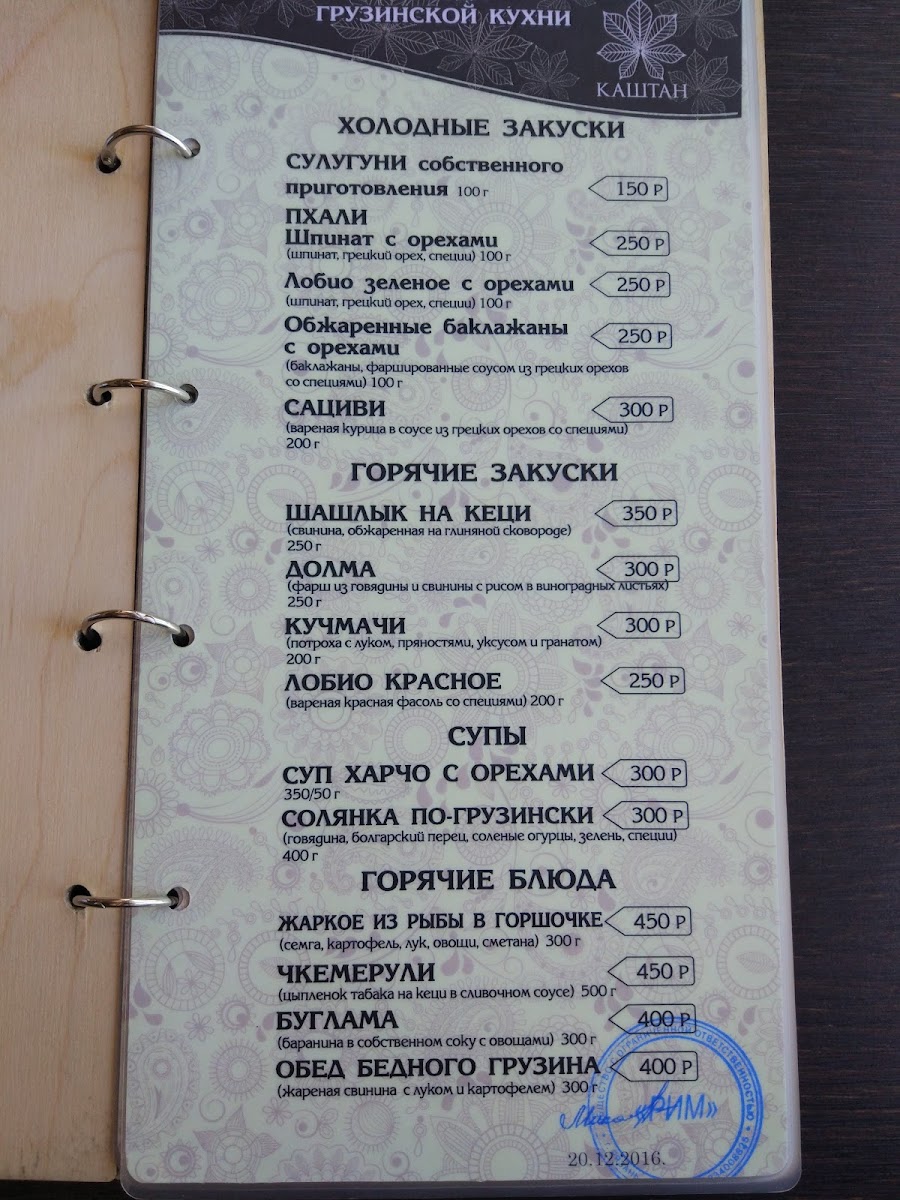 ГРУЗИНСКОЙ КУХНИ
КАШТАН
ХОЛОДНЫЕ ЗАКУСКИ
СУЛУГУНИ собственного
приготовления 100 г 150 Р
ПХАЛИ
Шпинат с орехами 250 Р
(шпинат, грецкий орех, специи) 100 г
Лобио зеленое с орехами 250 Р
(шпинат, грецкий орех, специи) 100 г
Обжаренные баклажаны
с орехами 250 Р
(баклажаны, фаршированные соусом из грецких орехов
со специями) 100 г
САЦИВИ 300 Р
(вареная курица в соусе из грецких орехов со специями)
200 г
ГОРЯЧИЕ ЗАКУСКИ
ШАШЛЫК НА КЕЦИ 350 Р
(свинина, обжаренная на глиняной сковороде)
250 г
ДОЛМА 300 Р
(фарш из говядины и свинины с рисом в виноградных листьях)
250 г
КУЧМАЧИ 300 Р
(потроха с луком, пряностями, уксусом и гранатом)
200 г
ЛОБИО КРАСНОЕ 250 Р
(вареная красная фасоль со специями) 200 г
СУПЫ
СУП ХАРЧО С ОРЕХАМИ 300 Р
350/50 г
СОЛЯНКА ПО-ГРУЗИНСКИ 300 Р
(говядина, болгарский перец, соленые огурцы, зелень, специи)
400 г
ГОРЯЧИЕ БЛЮДА
ЖАРКОЕ ИЗ РЫБЫ В ГОРШОЧКЕ 450 Р
(семга, картофель, лук, овощи, сметана) 300 г
ЧКЕМЕРУЛИ 450 Р
(цыпленок табака на кеци в сливочном соусе) 500 г
БУГЛАМА 400 Р
(баранина в собственном соку с овощами) 300 г
ОБЕД БЕДНОГО ГРУЗИНА 400 Р
(жареная свинина с луком и картофелем) 300 г
ОГРАНИЧЕННОЙ ОТВЕТСТВЕННОСТЬЮ
«РИМ»
20.12.2016.